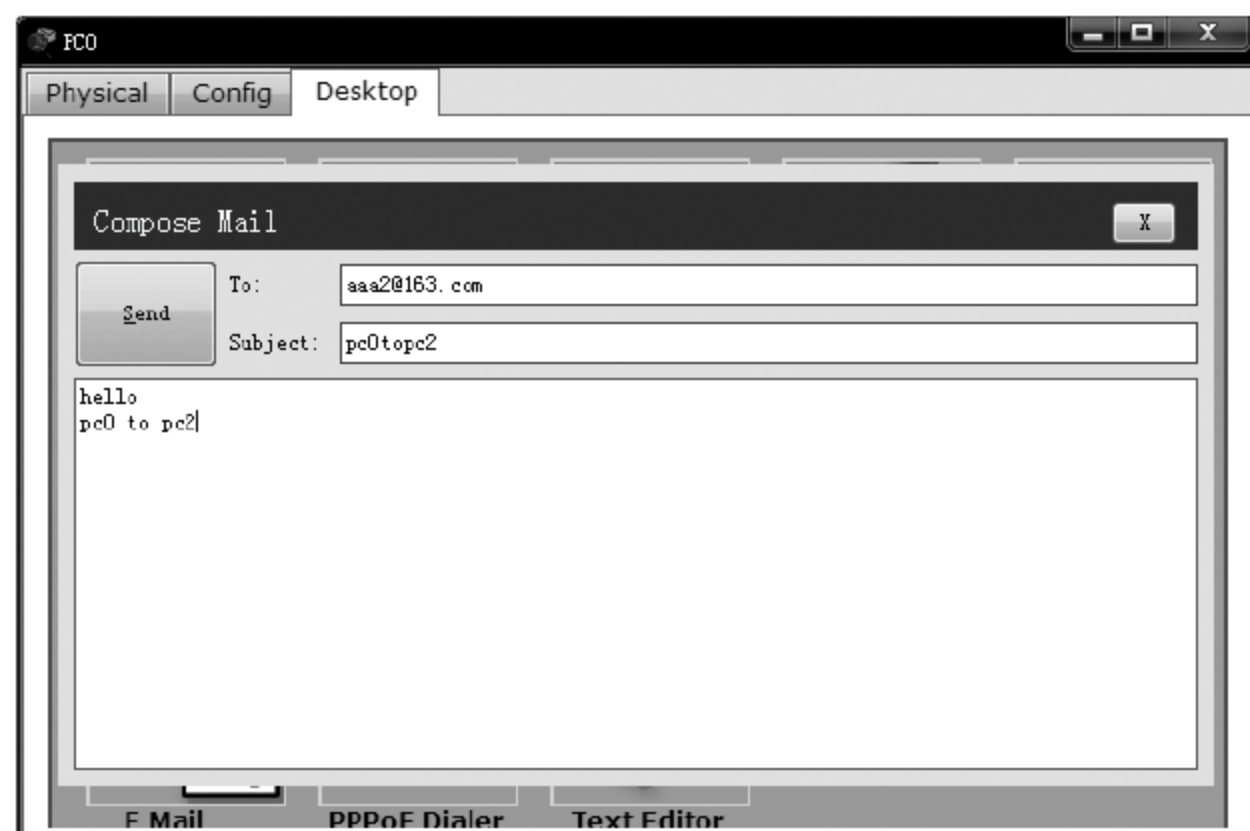 PC0
Physical Config Desktop
Compose Mail X
Send
To: aaa2@163.com
Subject: pc0topc2
hello
pc0 to pc2
E Mail PPPoE Dialer Text Editor